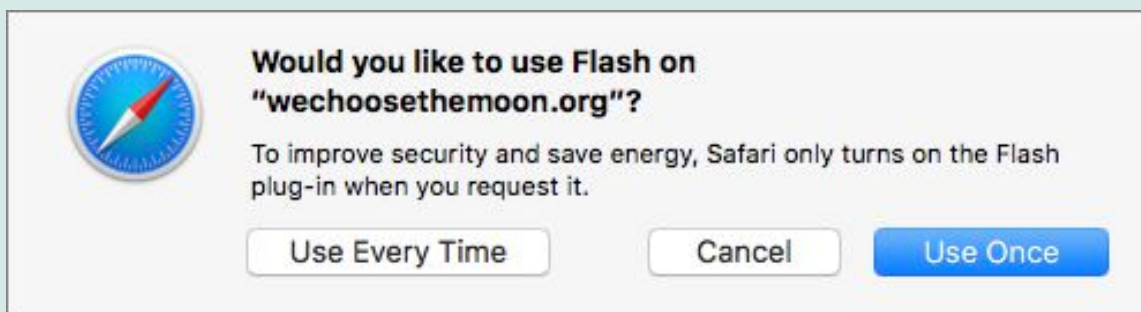 Would you like to use Flash on
“wechoosethemoon.org”?
To improve security and save energy, Safari only turns on the Flash
plug-in when you request it.
Use Every Time
Cancel
Use Once